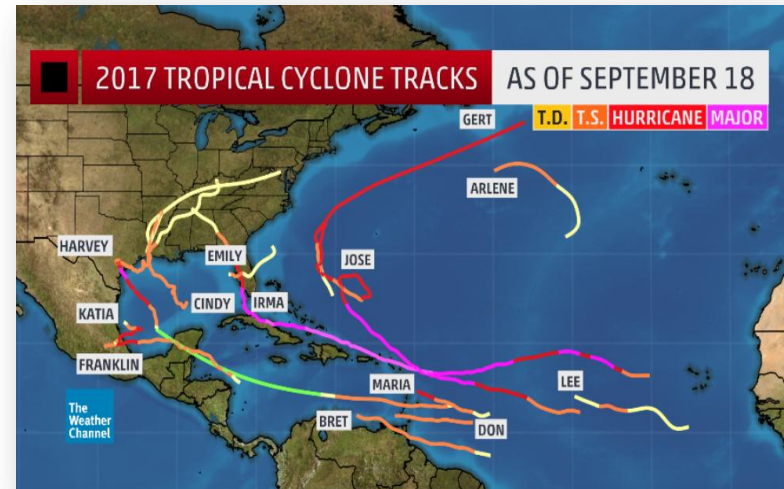 2017 TROPICAL CYCLONE TRACKS
AS OF SEPTEMBER 18
GERT
T.D. T.S. HURRICANE MAJOR
ARLENE
HARVEY
EMILY
JOSE
KATIA
CINDY
IRMA
FRANKLIN
MARIA
LEE
BRET
DON
The
Weather
Channel